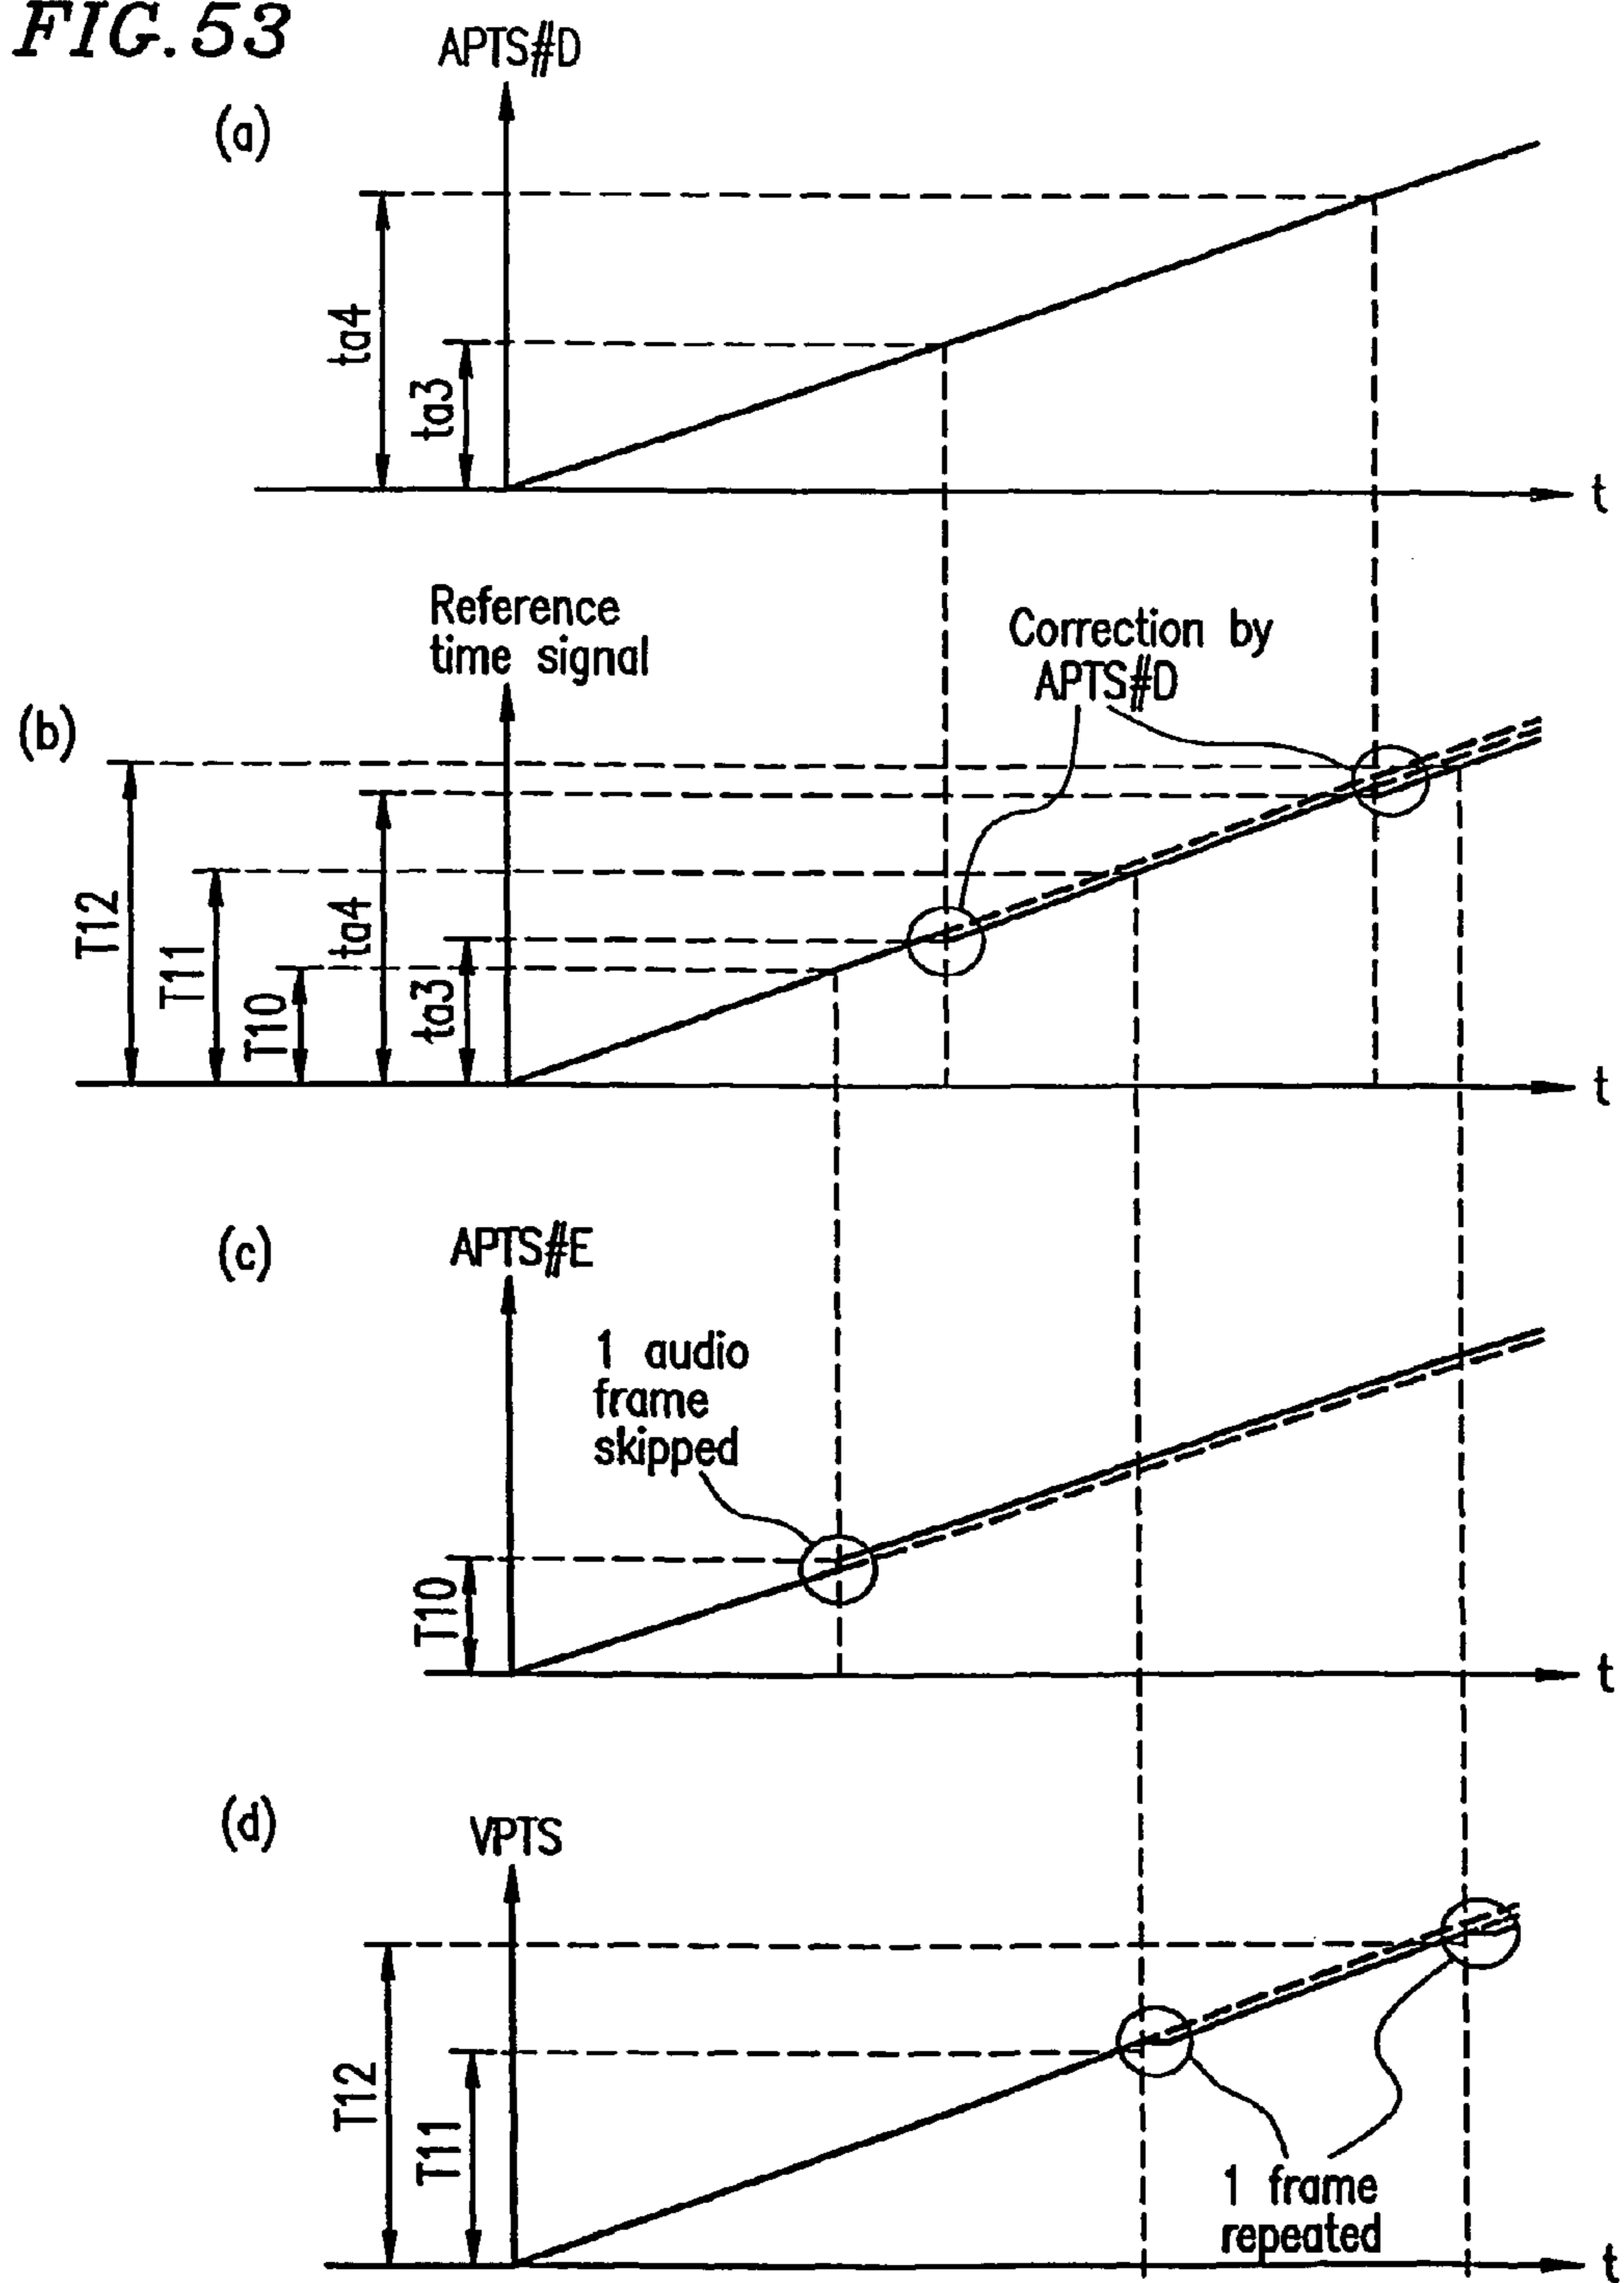 FIG.53
APTS#D
(a)
ta4
ta3
t
Reference
time signal
Correction by
APTS#D
(b)
T12
T11
T10
ta4
ta3
t
(c)
APTS#E
1 audio
frame
skipped
T10
t
(d)
VPTS
T12
T11
1 frame
repeated
t